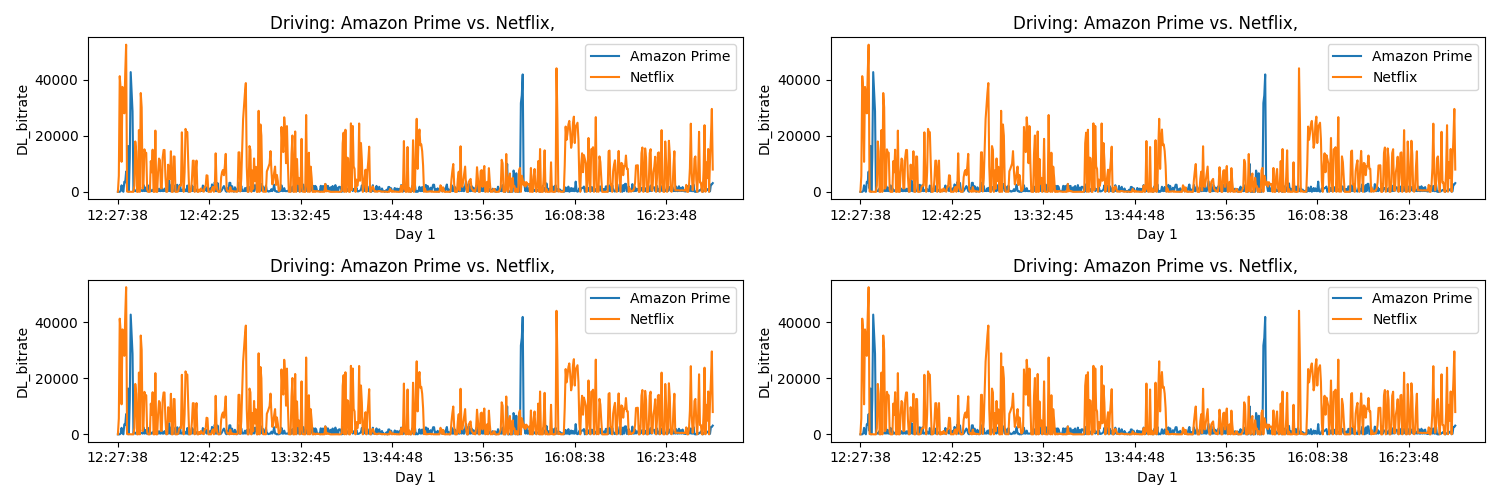 Driving: Amazon Prime vs. Netflix,
Amazon Prime
Netflix
DL_bitrate
40000
20000
0
12:27:38 12:42:25 13:32:45 13:44:48 13:56:35 16:08:38 16:23:48
Day 1
Driving: Amazon Prime vs. Netflix,
Amazon Prime
Netflix
DL_bitrate
40000
20000
0
12:27:38 12:42:25 13:32:45 13:44:48 13:56:35 16:08:38 16:23:48
Day 1
Driving: Amazon Prime vs. Netflix,
Amazon Prime
Netflix
DL_bitrate
40000
20000
0
12:27:38 12:42:25 13:32:45 13:44:48 13:56:35 16:08:38 16:23:48
Day 1
Driving: Amazon Prime vs. Netflix,
Amazon Prime
Netflix
DL_bitrate
40000
20000
0
12:27:38 12:42:25 13:32:45 13:44:48 13:56:35 16:08:38 16:23:48
Day 1